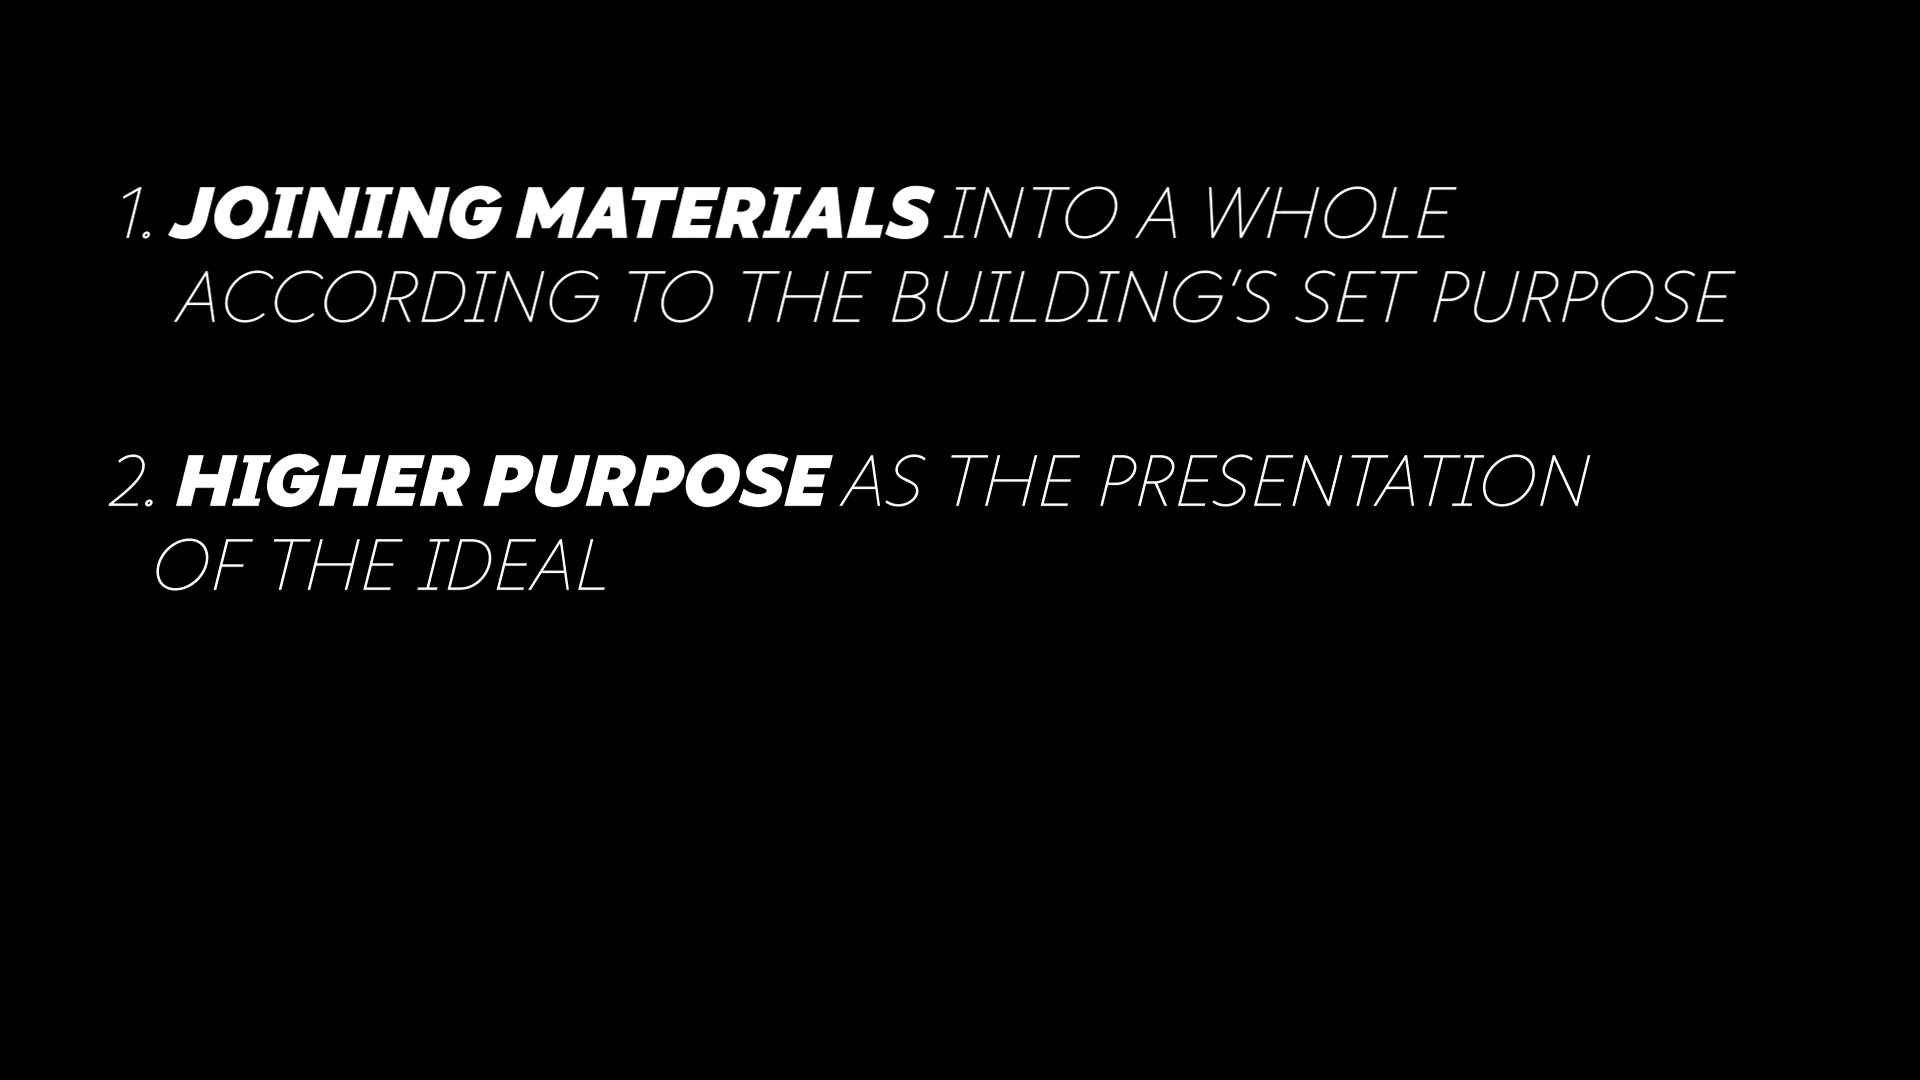 1. JOINING MATERIALS INTO A WHOLE
ACCORDING TO THE BUILDING'S SET PURPOSE
2. HIGHER PURPOSE AS THE PRESENTATION
OF THE IDEAL